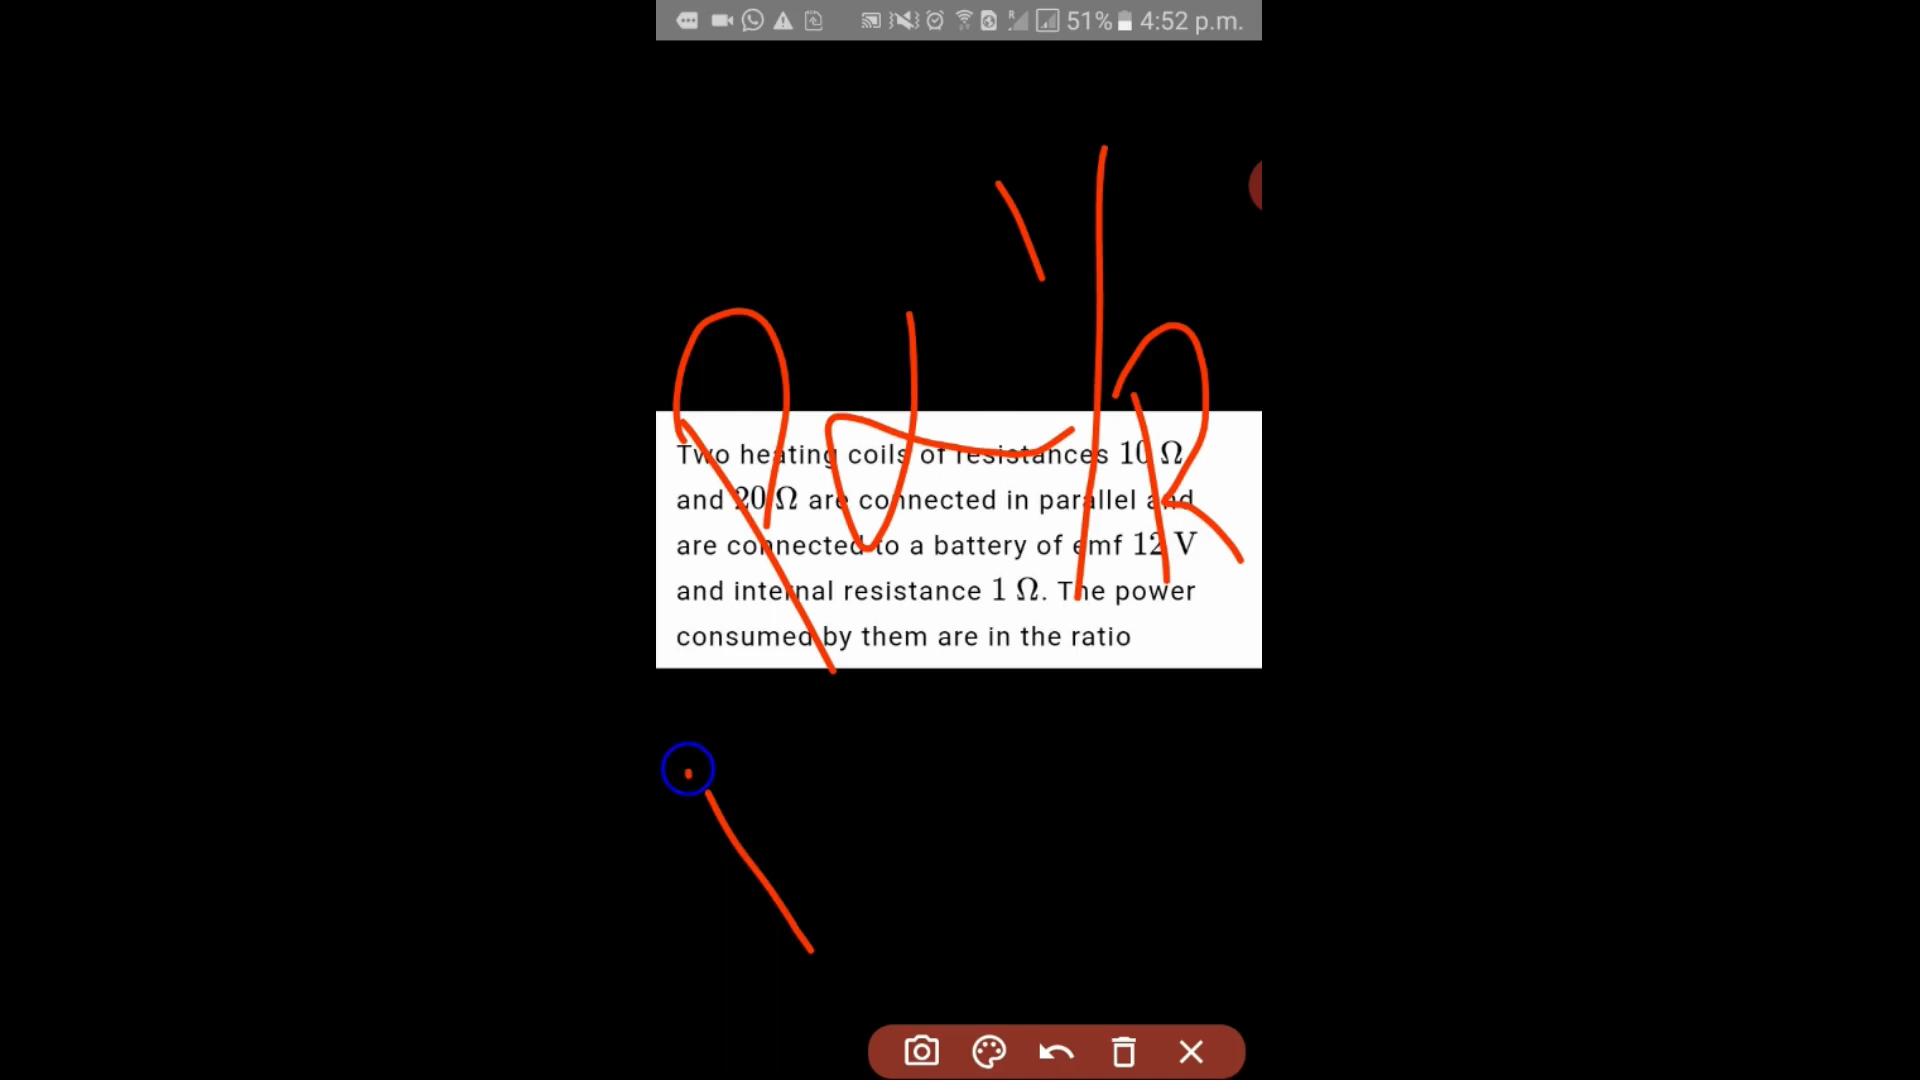 51% 4:52 p.m.
Two heating coils of resistances 10 Ω
and 20 Ω are connected in parallel and
are connected to a battery of emf 12 V
and internal resistance 1 Ω. The power
consumed by them are in the ratio